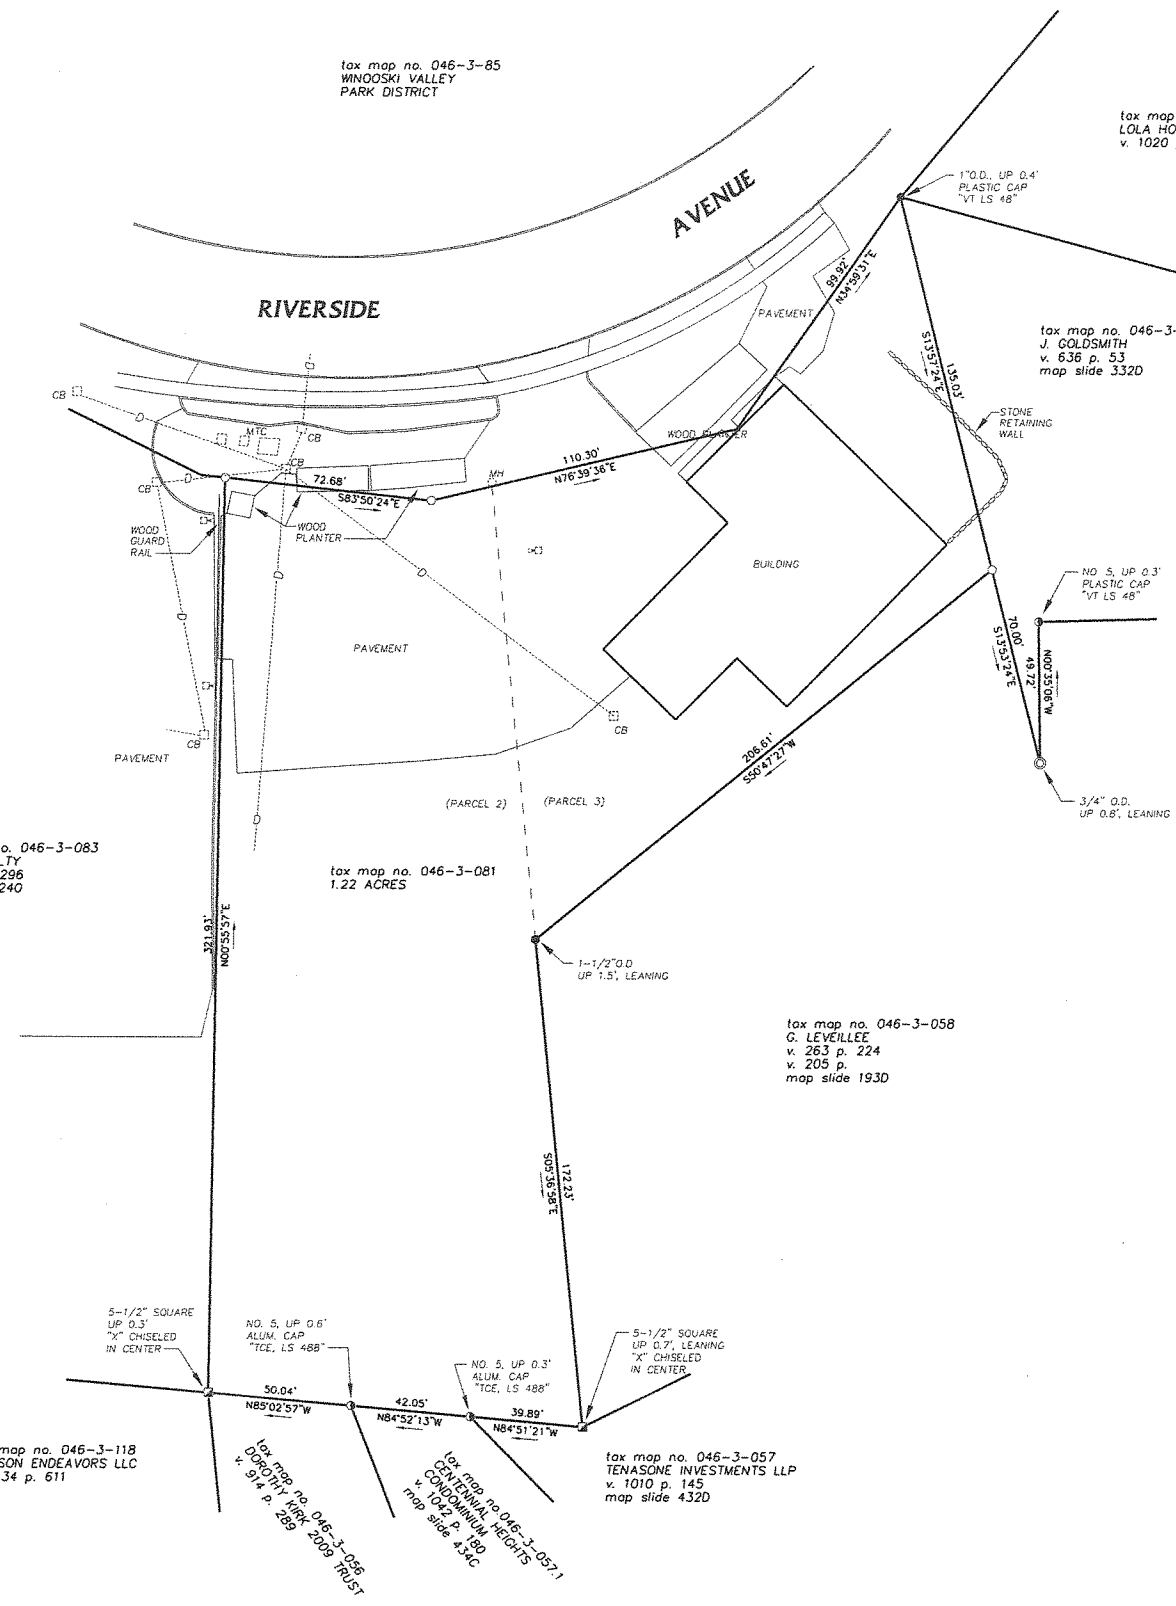 tax map no. 046-3-85
WINOOSKI VALLEY
PARK DISTRICT
tax map
LOLA HO
v. 1020
1"O.D., UP 0.4'
PLASTIC CAP
"VT LS 48"
AVENUE
RIVERSIDE
99.92'
N34°59'31"E
PAVEMENT
tax map no. 046-3-
J. GOLDSMITH
v. 636 p. 53
map slide 332D
S13°57'24"E
135.03'
STONE
RETAINING
WALL
CB
D
D
MTC
CB
CB
WOOD PLANTER
110.30'
N76°39'36"E
MH
72.68'
S83°50'24"E
CB
D
WOOD
GUARD
RAIL
WOOD
PLANTER
BUILDING
D
D
D
NO. 5, UP 0.3'
PLASTIC CAP
"VT LS 48"
70.00'
S13°53'24"E
N00°35'06"W
49.72'
PAVEMENT
CB
CB
PAVEMENT
206.61'
S50°47'27"W
(PARCEL 2)
(PARCEL 3)
3/4" O.D.
UP 0.8', LEANING
D
o. 046-3-083
LTY
296
240
tax map no. 046-3-081
1.22 ACRES
321.93'
N00°55'57"E
1-1/2"O.D
UP 1.5', LEANING
tax map no. 046-3-058
G. LEVEILLEE
v. 263 p. 224
v. 205 p.
map slide 193D
172.23'
S05°36'58"E
5-1/2" SQUARE
UP 0.3'
"X" CHISELED
IN CENTER
NO. 5, UP 0.6'
ALUM. CAP
"TCE, LS 488"
NO. 5, UP 0.3'
ALUM. CAP
"TCE, LS 488"
5-1/2" SQUARE
UP 0.7', LEANING
"X" CHISELED
IN CENTER
50.04'
N85°02'57"W
42.05'
N84°52'13"W
39.89'
N84°51'21"W
map no. 046-3-118
SON ENDEAVORS LLC
34 p. 611
tax map no. 046-3-056
DOROTHY KIRK 2009 TRUST
v. 914 p. 289
tax map no.046-3-057.1
CENTENNIAL HEIGHTS
CONDOMINIUM
v. 1042 p. 180
map slide 434C
tax map no. 046-3-057
TENASONE INVESTMENTS LLP
v. 1010 p. 145
map slide 432D